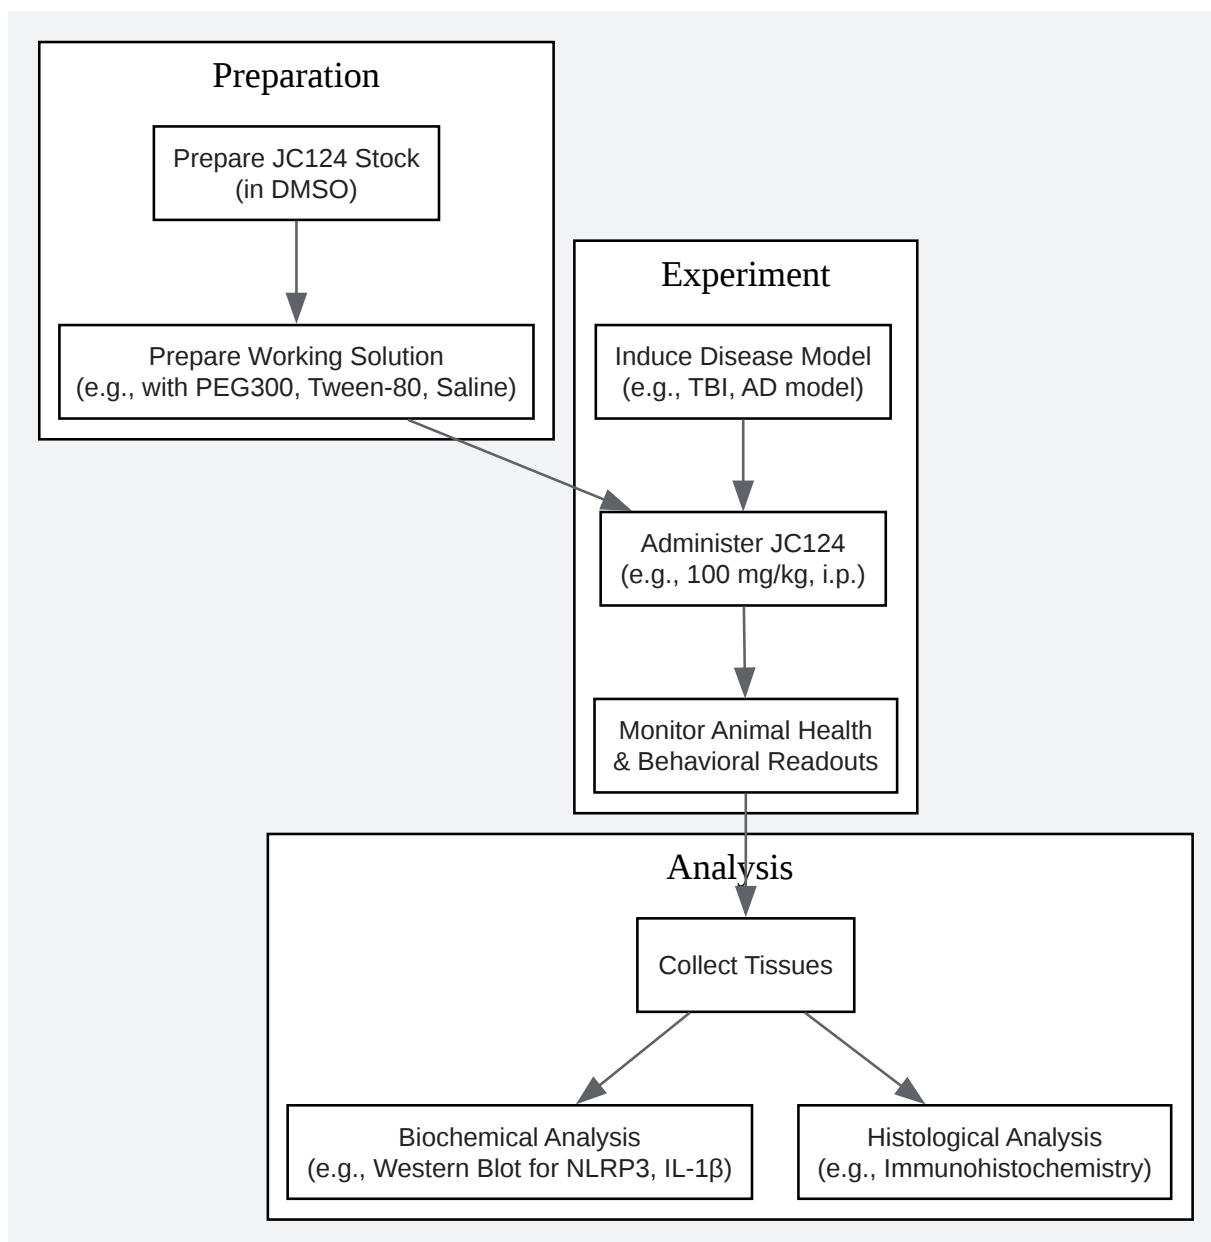 Preparation
Prepare JC124 Stock
(in DMSO)
Prepare Working Solution
(e.g., with PEG300, Tween-80, Saline)
Experiment
Induce Disease Model
(e.g., TBI, AD model)
Administer JC124
(e.g., 100 mg/kg, i.p.)
Monitor Animal Health
& Behavioral Readouts
Analysis
Collect Tissues
Biochemical Analysis
(e.g., Western Blot for NLRP3, IL-1β)
Histological Analysis
(e.g., Immunohistochemistry)